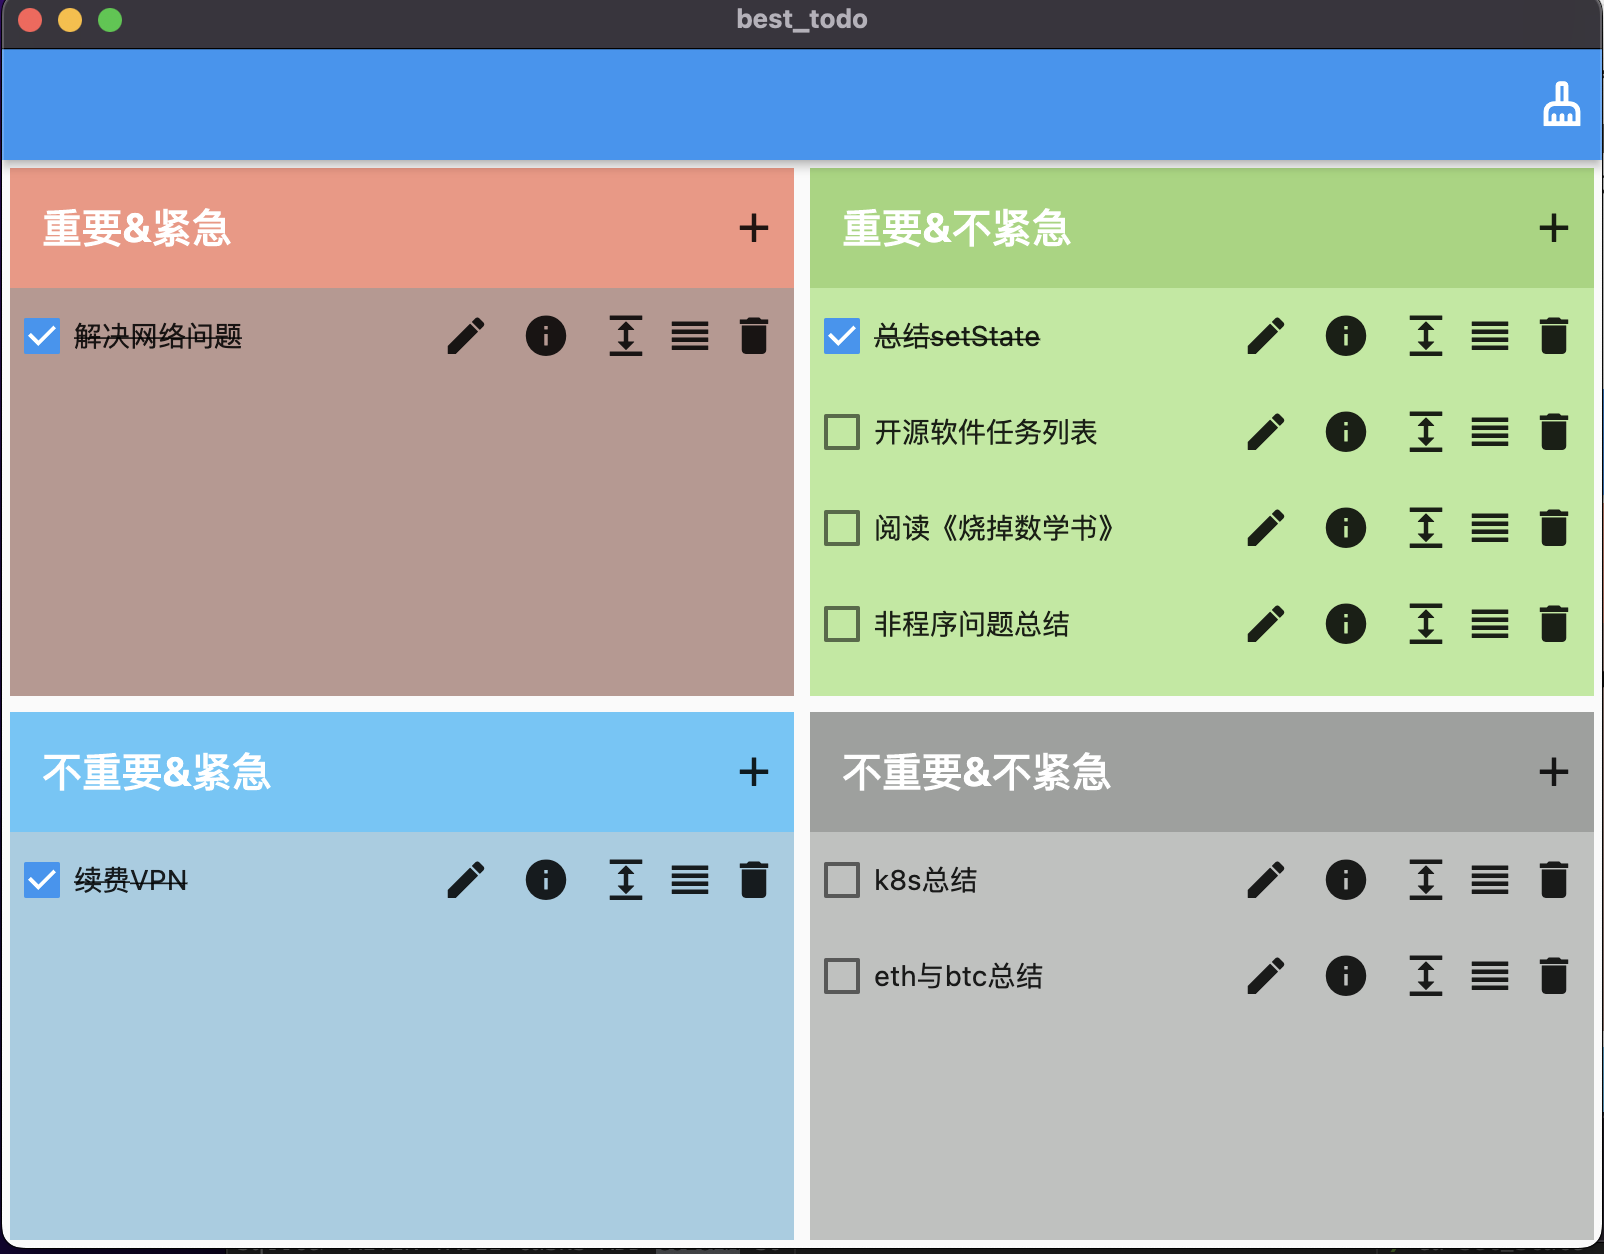 best_todo
重要&紧急
解决网络问题
重要&不紧急
总结setState
开源软件任务列表
阅读《烧掉数学书》
非程序问题总结
不重要&紧急
续费VPN
不重要&不紧急
k8s总结
eth与btc总结